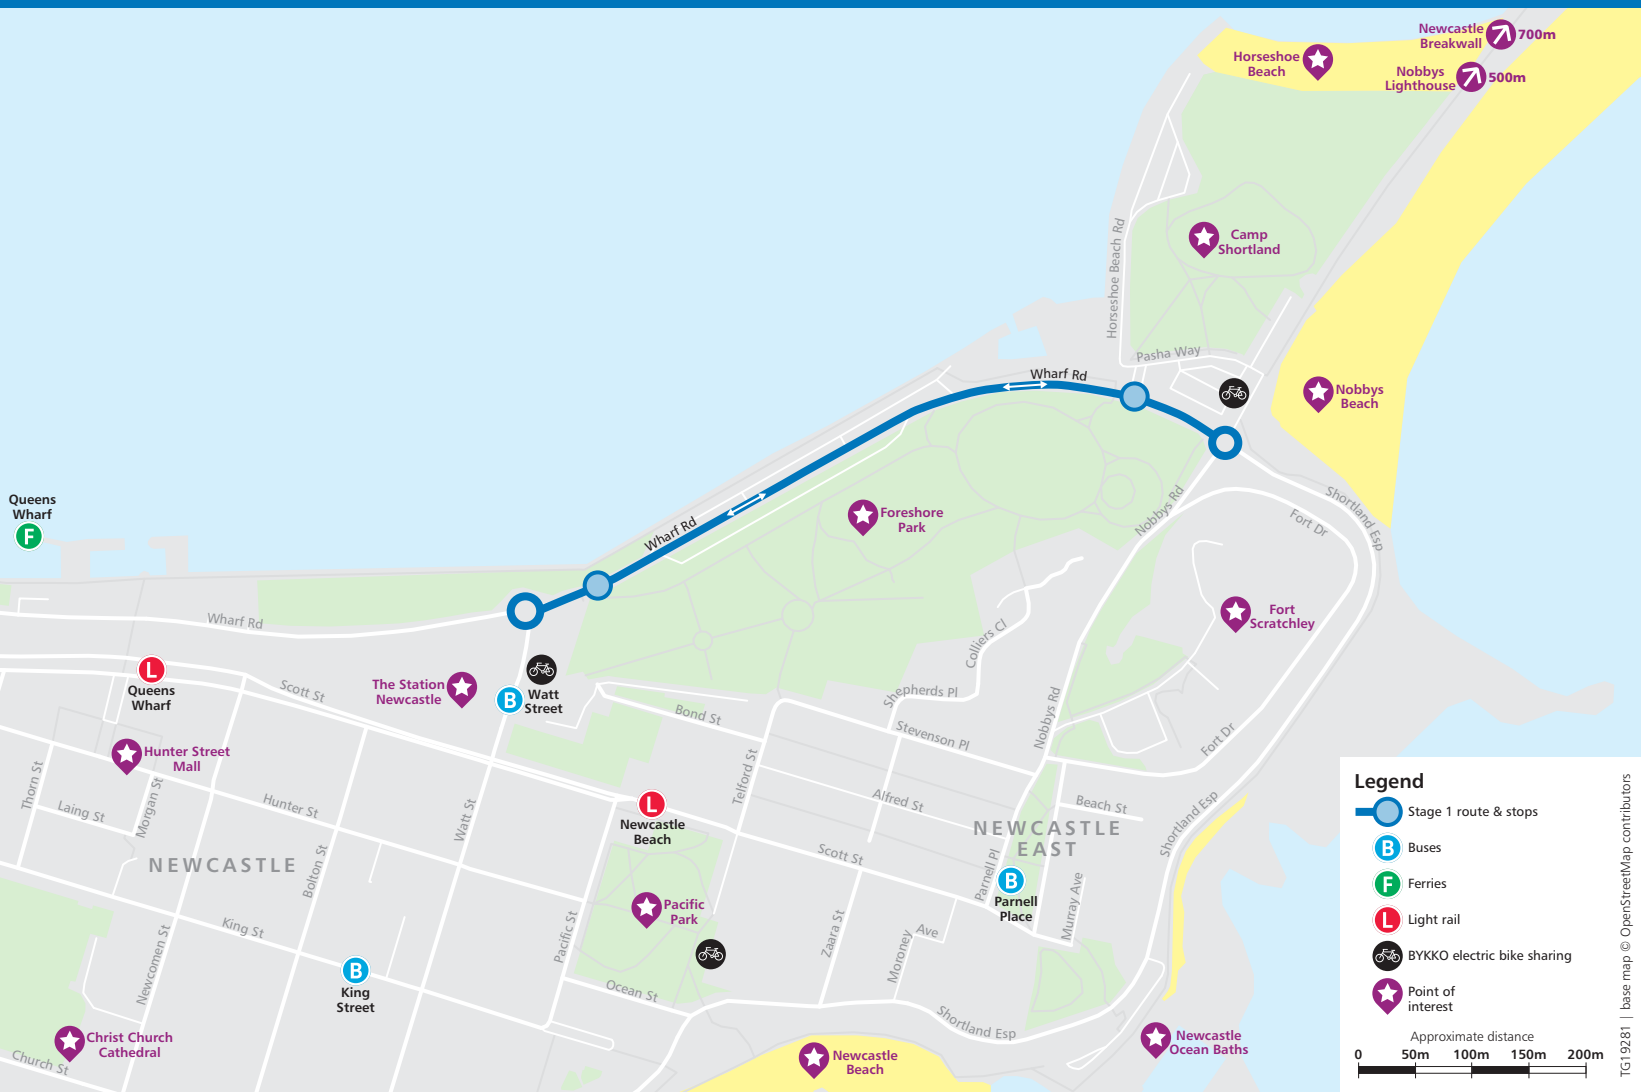 Newcastle
Breakwall
700m
Horsehoe
Beach
Nobbys
Lighthouse
500m
Camp
Shortland
Horseshoe Beach Rd
Pasha Way
Wharf Rd
Nobbys
Beach
Queens
Wharf
F
Wharf Rd
Foreshore
Park
Nobbys Rd
Shortland Esp
Fort Dr
Fort
Scratchley
Wharf Rd
Colliers Cl
L
Queens
Wharf
Scott St
The Station
Newcastle
B
Watt
Street
Bond St
Shepherds Pl
Stevenson Pl
Nobbys Rd
Fort Dr
Hunter Street
Mall
Thorn St
Laing St
Morgan St
Hunter St
Watt St
Telford St
Alfred St
Beach St
Shortland Esp
L
Newcastle
Beach
NEWCASTLE
EAST
NEWCASTLE
Bolton St
Scott St
Parnell Pl
B
Parnell
Place
Murray Ave
Pacific
Park
King St
Newcomen St
Pacific St
Zaara St
Moroney
Ave
B
King
Street
Ocean St
Shortland Esp
Christ Church
Cathedral
Church St
Newcastle
Beach
Newcastle
Ocean Baths
Legend
Stage 1 route & stops
B
Buses
F
Ferries
L
Light rail
BYKKO electric bike sharing
Point of
interest
Approximate distance
0 50m 100m 150m 200m
TG19281 | base map © OpenStreetMap contributors